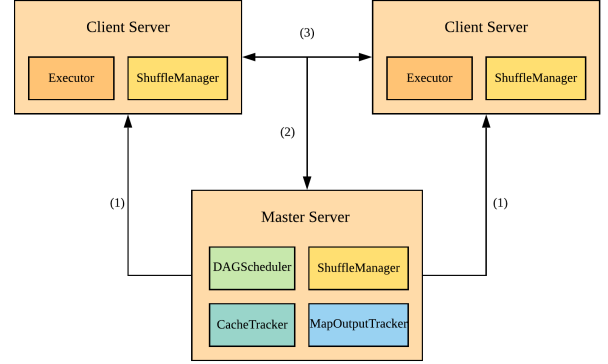 Client Server
Executor
ShuffleManager
(3)
Client Server
Executor
ShuffleManager
(2)
(1)
(1)
Master Server
DAGScheduler
ShuffleManager
CacheTracker
MapOutputTracker